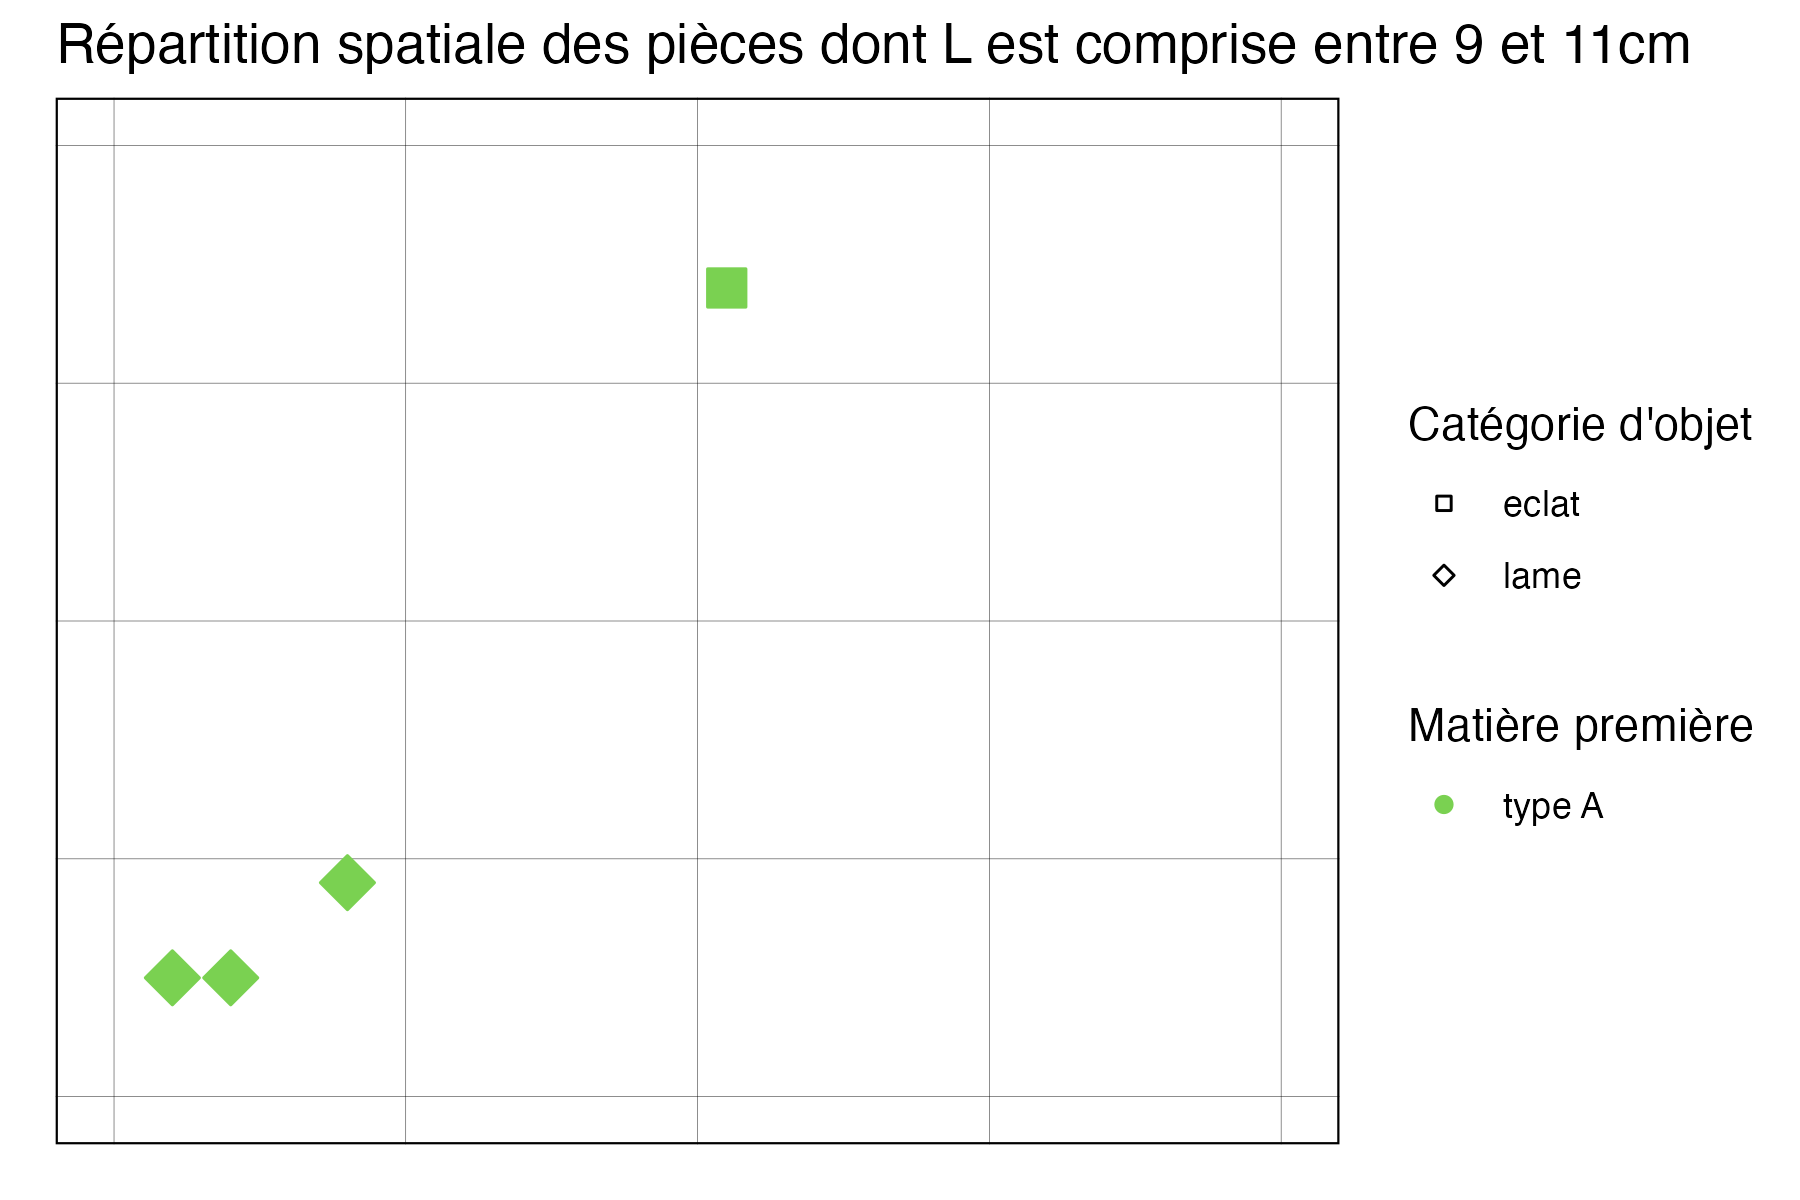 Répartition spatiale des pièces dont L est comprise entre 9 et 11cm
Catégorie d'objet
eclat
lame
Matière première
type A